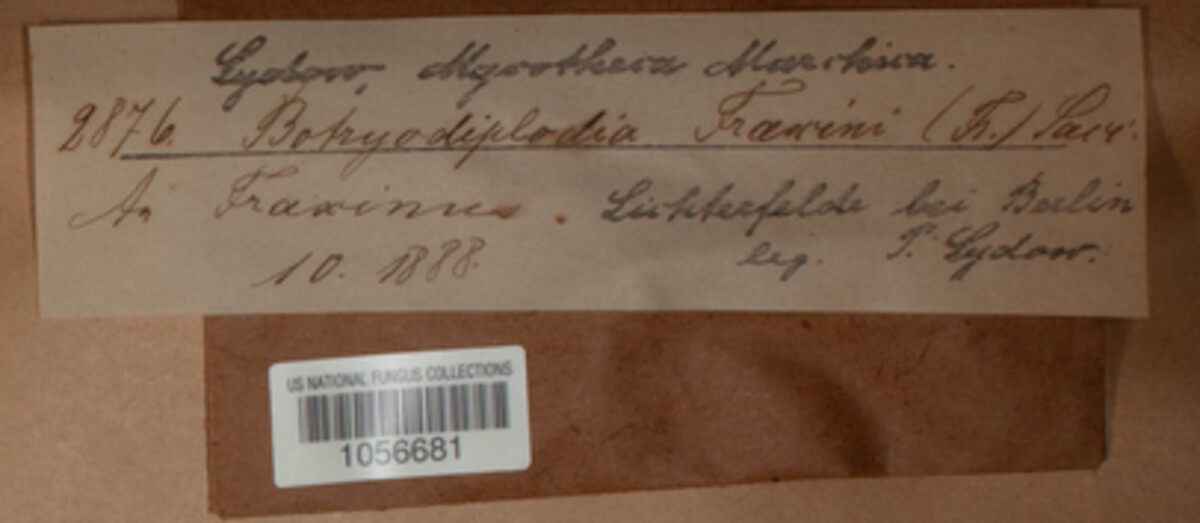 Sydow, Mycotheca Marchica.
2876. Botryodiplodia Fraxini (Fr.) Sacc.
An Fraxinus. Lichterfelde bei Berlin
10. 1888. leg. P. Sydow.
US NATIONAL FUNGUS COLLECTIONS
1056681